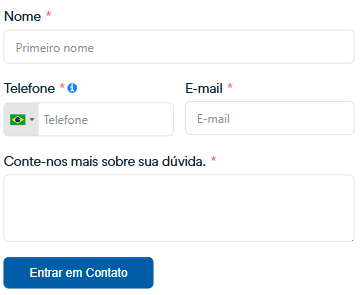 Nome *
Primeiro nome
Telefone * E-mail *
Telefone E-mail
Conte-nos mais sobre sua dúvida. *
Entrar em Contato